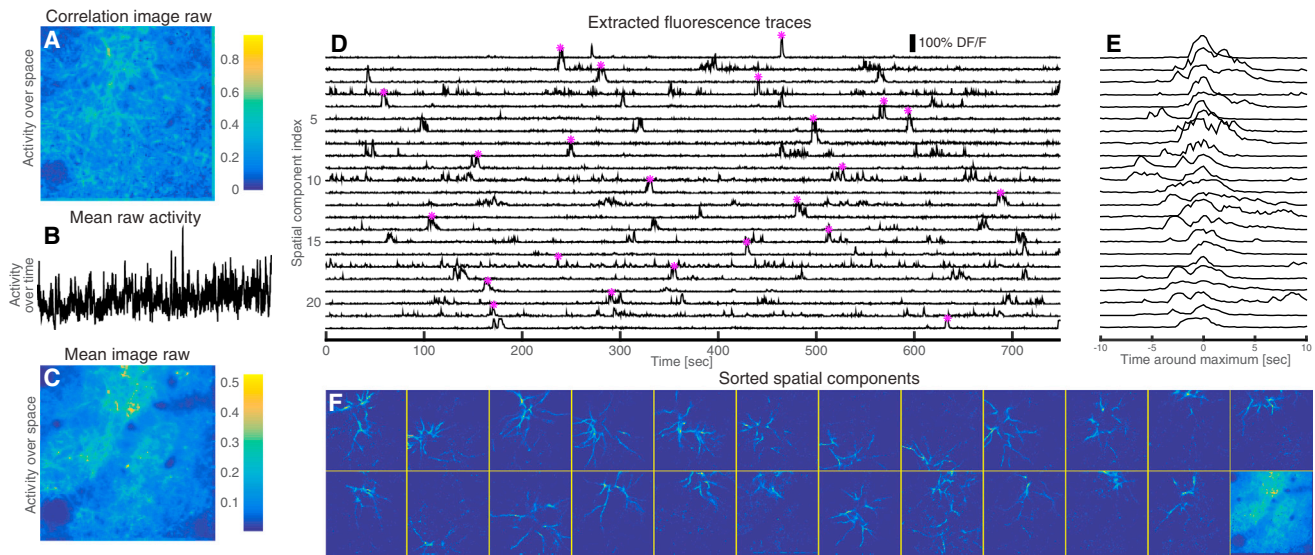 Correlation image raw
A
Activity over space
0.8
0.6
0.4
0.2
0
Mean raw activity
B
Activity
over time
Mean image raw
C
Activity over space
0.5
0.4
0.3
0.2
0.1
Extracted fluorescence traces
D
100% DF/F
Spatial component index
5
10
15
20
0 100 200 300 400 500 600 700
Time [sec]
E
-10 -5 0 5 10
Time around maximum [sec]
Sorted spatial components
F